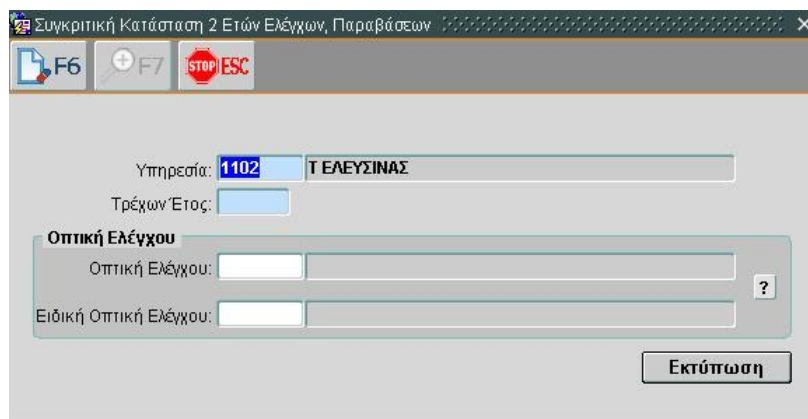 Συγκριτική Κατάσταση 2 Ετών Ελέγχων, Παραβάσεων
F6 F7 STOP ESC
Υπηρεσία: 1102 Τ ΕΛΕΥΣΙΝΑΣ
Τρέχων Έτος:
Οπτική Ελέγχου
Οπτική Ελέγχου:
?
Ειδική Οπτική Ελέγχου:
Εκτύπωση